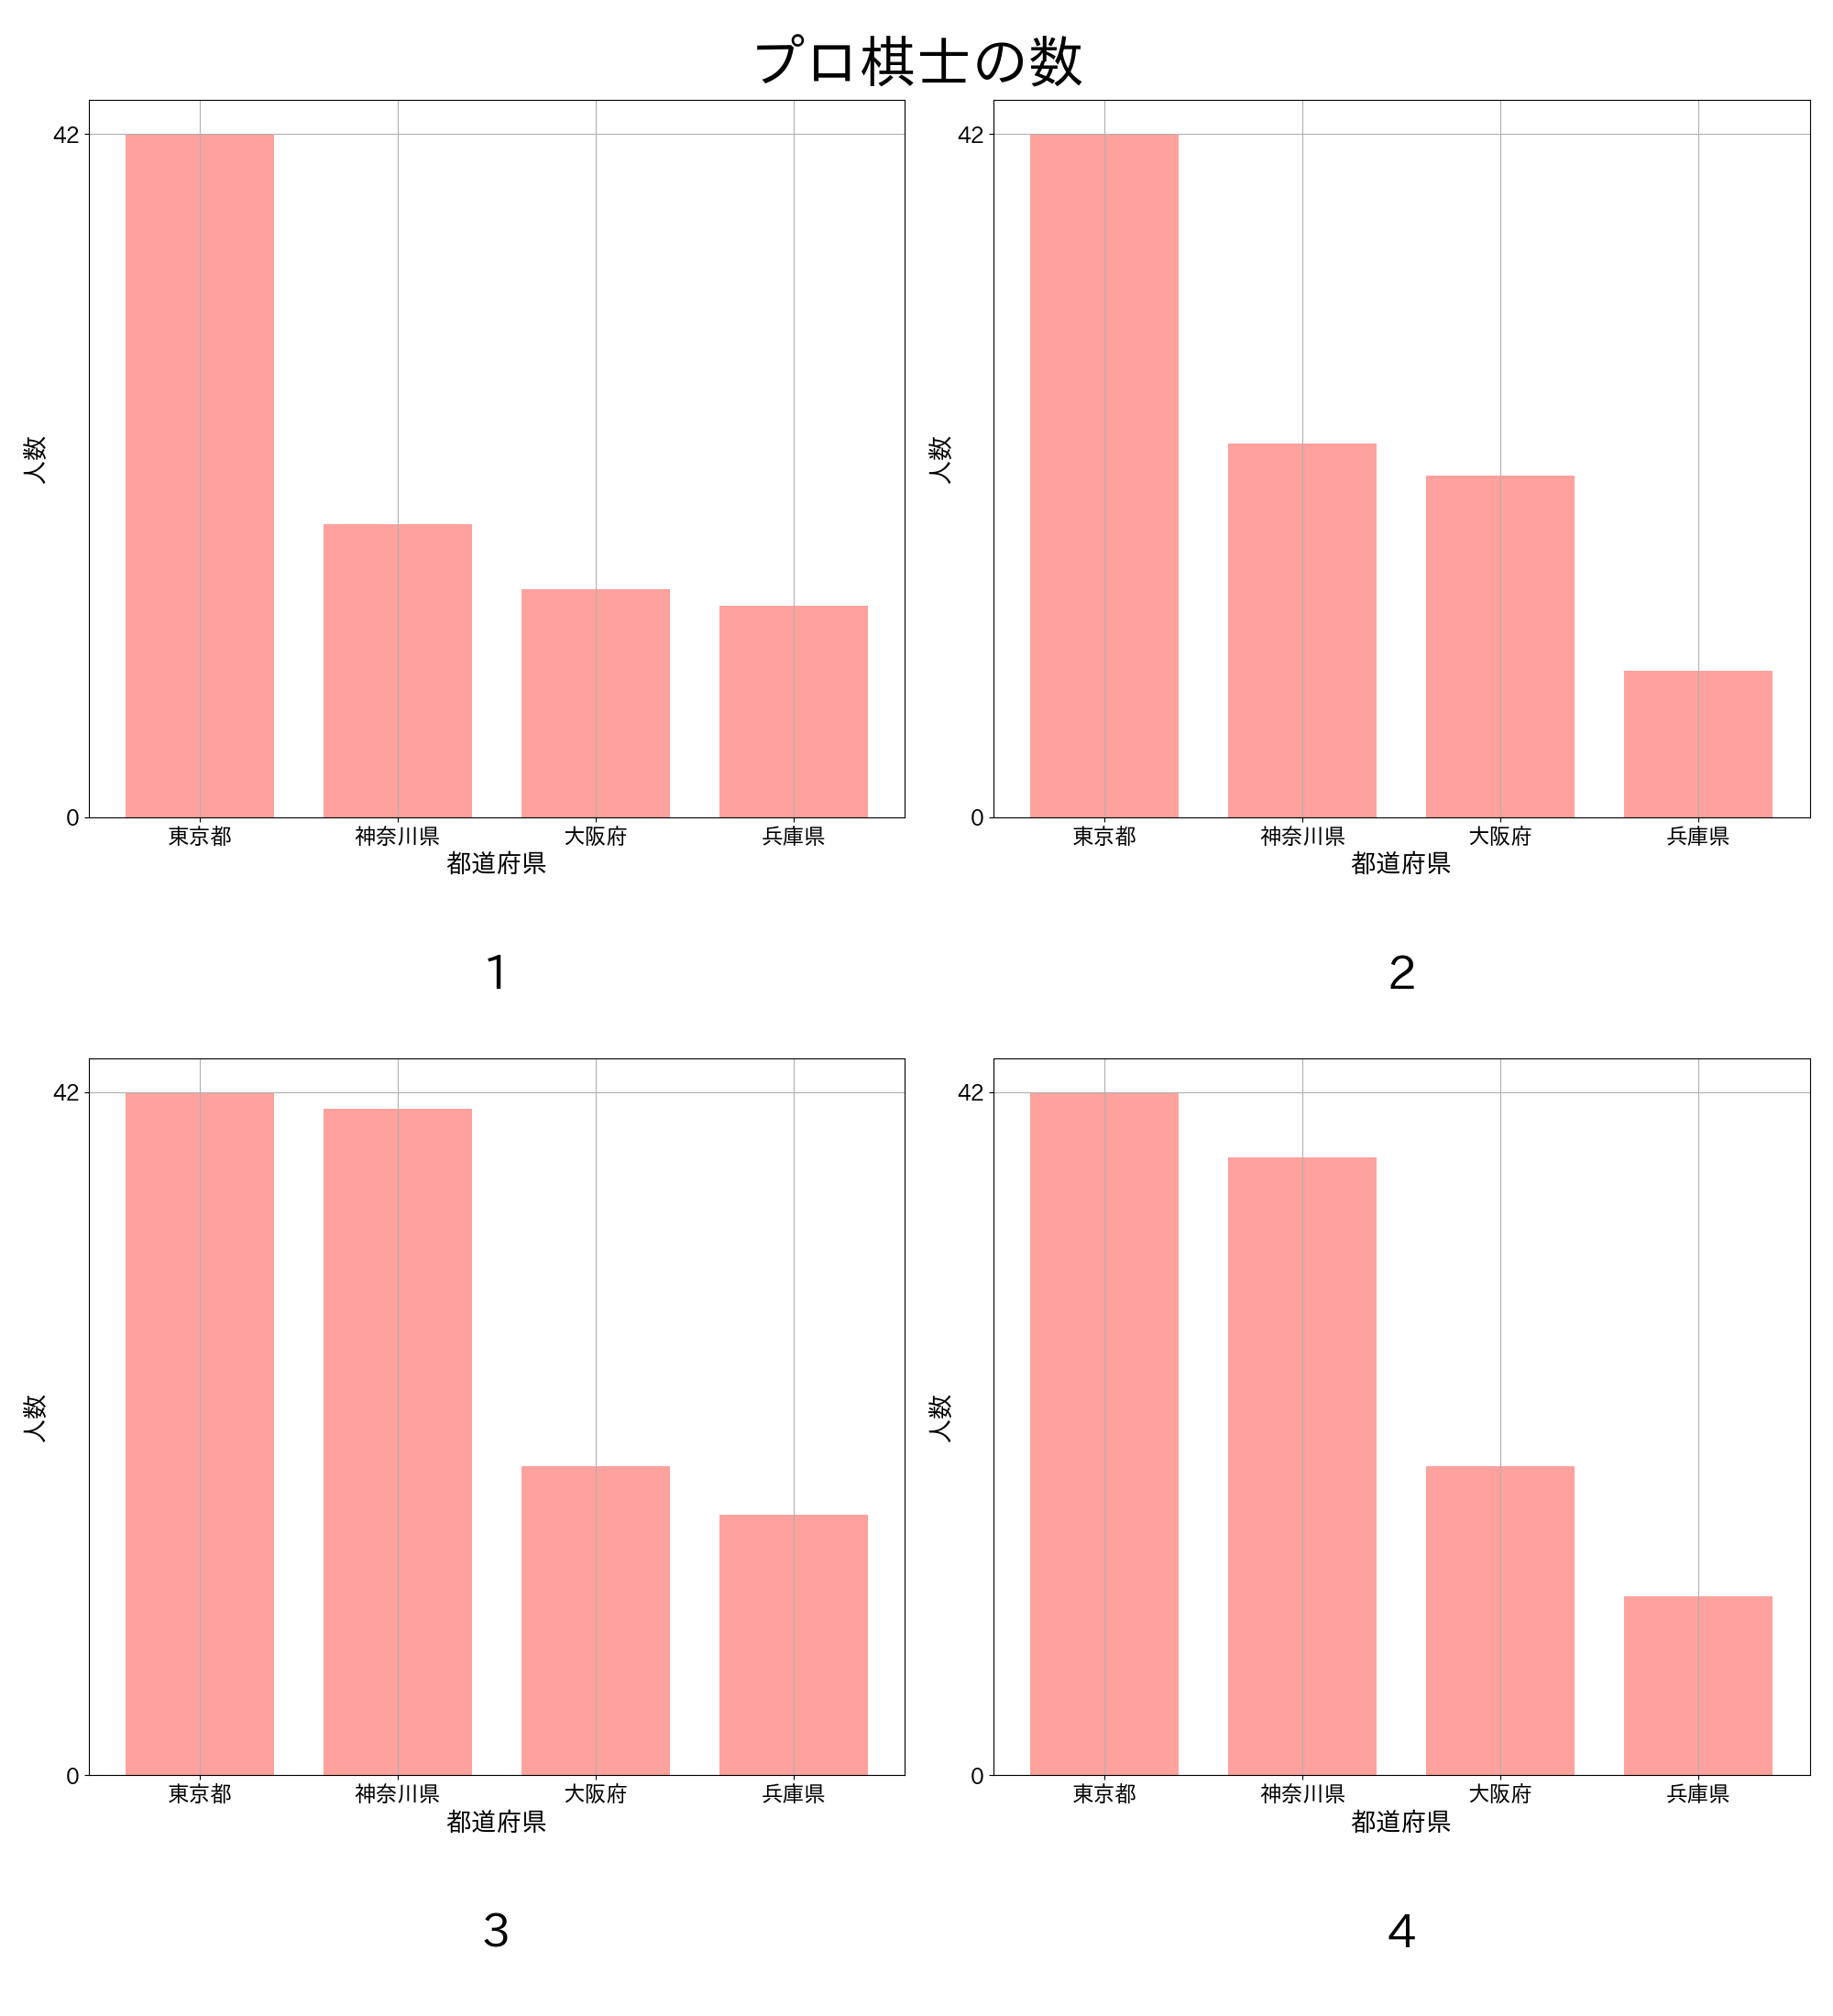 プロ棋士の数
42
人数
0
東京都 神奈川県 大阪府 兵庫県
都道府県
1
42
人数
0
東京都 神奈川県 大阪府 兵庫県
都道府県
2
42
人数
0
東京都 神奈川県 大阪府 兵庫県
都道府県
3
42
人数
0
東京都 神奈川県 大阪府 兵庫県
都道府県
4